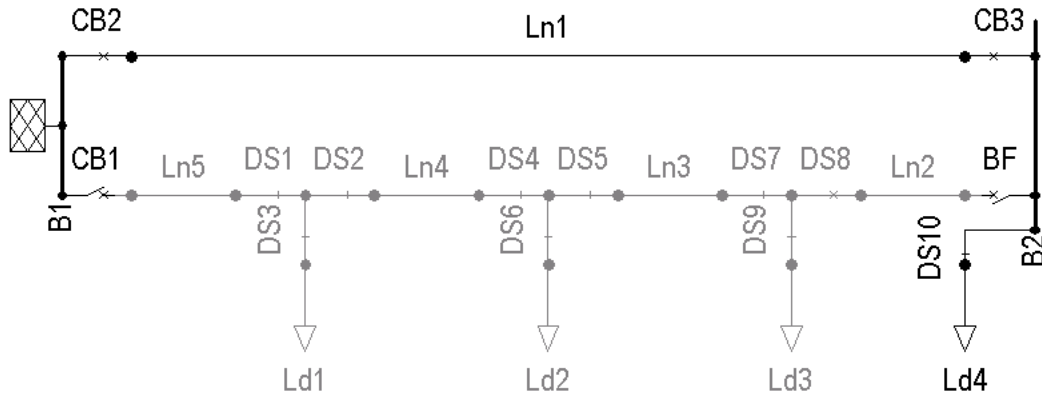 CB2 Ln1 CB3
CB1 Ln5 DS1 DS2 Ln4 DS4 DS5 Ln3 DS7 DS8 Ln2 BF
B1 DS3 DS6 DS9 DS10 B2
Ld1 Ld2 Ld3 Ld4